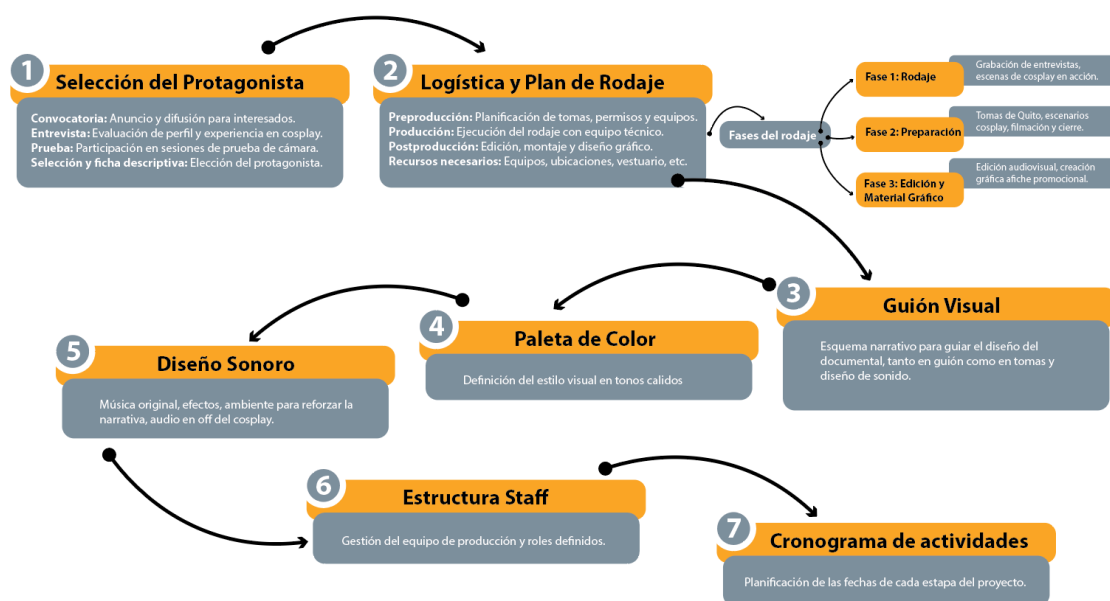 1
Selección del Protagonista
Convocatoria: Anuncio y difusión para interesados.
Entrevista: Evaluación de perfil y experiencia en cosplay.
Prueba: Participación en sesiones de prueba de cámara.
Selección y ficha descriptiva: Elección del protagonista.
2
Logística y Plan de Rodaje
Preproducción: Planificación de tomas, permisos y equipos.
Producción: Ejecución del rodaje con equipo técnico.
Postproducción: Edición, montaje y diseño gráfico.
Recursos necesarios: Equipos, ubicaciones, vestuario, etc.
Fases del rodaje
Fase 1: Rodaje
Grabación de entrevistas,
escenas de cosplay en acción.
Fase 2: Preparación
Tomas de Quito, escenarios
cosplay, filmación y cierre.
Fase 3: Edición y
Material Gráfico
Edición audiovisual, creación
gráfica afiche promocional.
3
Guión Visual
Esquema narrativo para guiar el diseño del
documental, tanto en guión como en tomas y
diseño de sonido.
4
Paleta de Color
Definición del estilo visual en tonos calidos
5
Diseño Sonoro
Música original, efectos, ambiente para reforzar la
narrativa, audio en off del cosplay.
6
Estructura Staff
Gestión del equipo de producción y roles definidos.
7
Cronograma de actividades
Planificación de las fechas de cada estapa del proyecto.